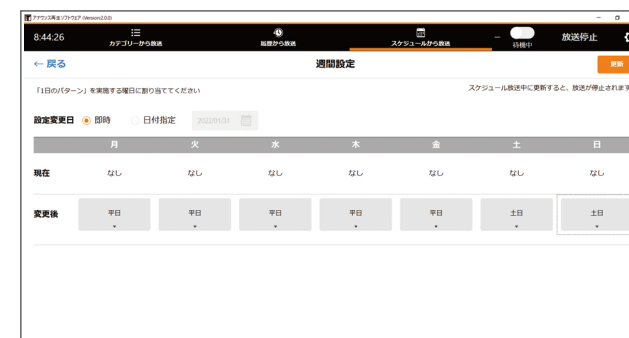 アナウンス再生ソフトウエア (Version2.0.0)
8:44:26 カテゴリーから放送 履歴から放送 スケジュールから放送 待機中 放送停止
← 戻る 週間設定 更新
「1日のパターン」を実施する曜日に割り当ててください スケジュール放送中に更新すると、放送が停止されます
設定変更日 即時 日付指定 2022/01/31
月 火 水 木 金 土 日
現在 なし なし なし なし なし なし なし
変更後 平日 平日 平日 平日 平日 土日 土日